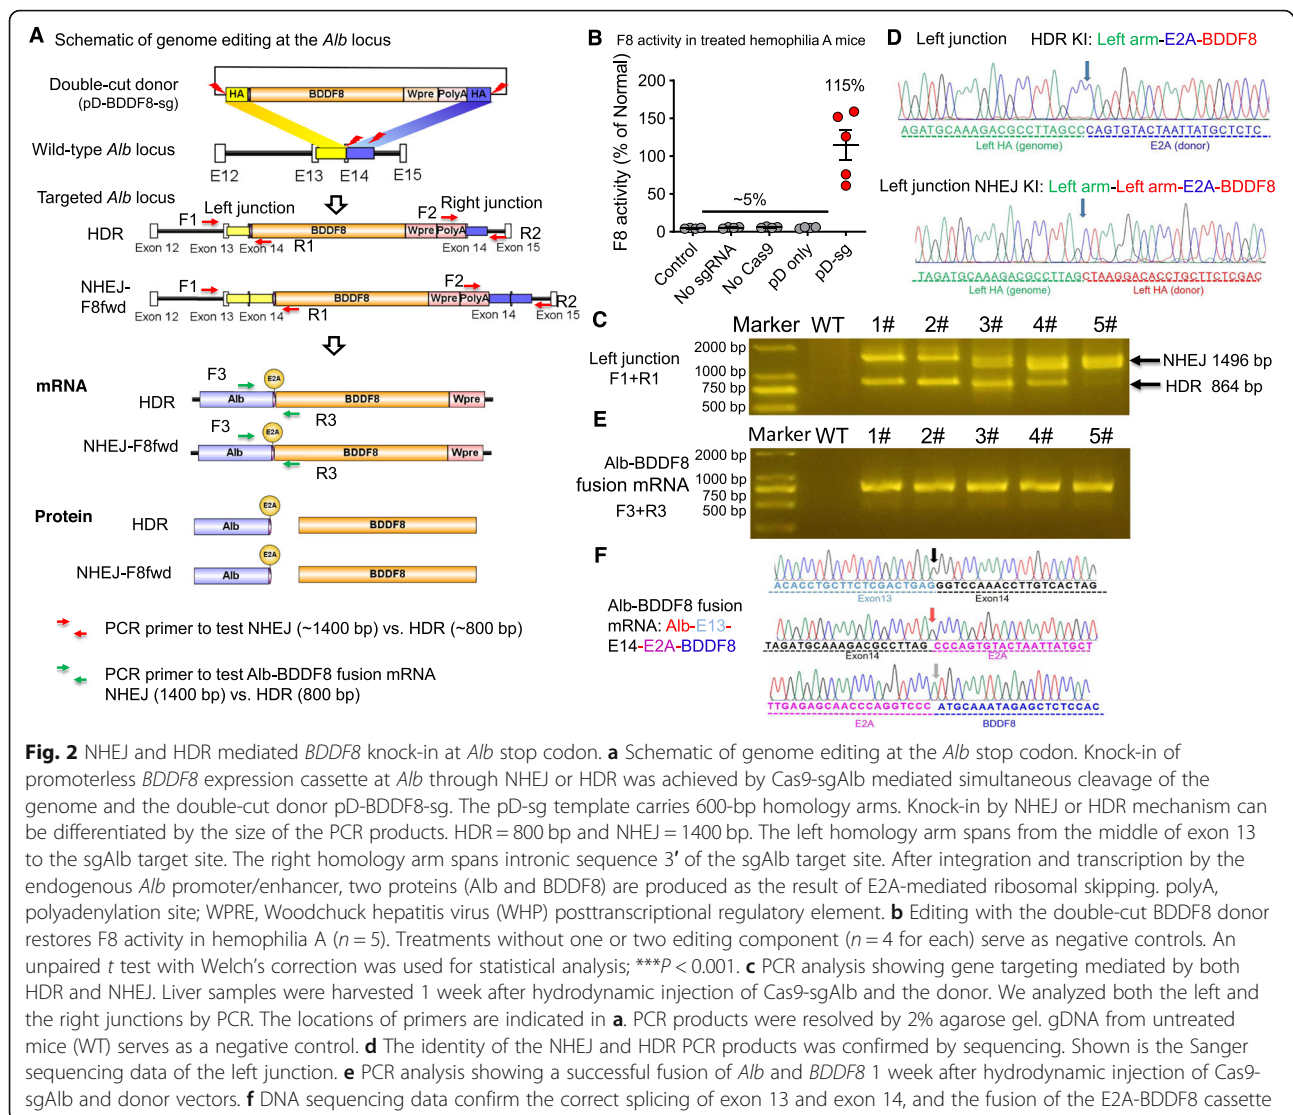 A Schematic of genome editing at the Alb locus
Double-cut donor
(pD-BDDF8-sg)
HA BDDF8 Wpre PolyA HA
Wild-type Alb locus
E12 E13 E14 E15
Targeted Alb locus
F1 Left junction F2 Right junction
HDR
BDDF8 Wpre PolyA
Exon 12 Exon 13 Exon 14 R1 Exon 14 R2 Exon 15
NHEJ-
F8fwd
F1 F2
BDDF8 Wpre PolyA
Exon 12 Exon 13 Exon 14 R1 Exon 14 R2 Exon 15
mRNA
F3 E2A
HDR Alb BDDF8 Wpre
R3
F3 E2A
NHEJ-F8fwd Alb BDDF8 Wpre
R3
Protein
E2A
HDR Alb BDDF8
E2A
NHEJ-F8fwd Alb BDDF8
PCR primer to test NHEJ (~1400 bp) vs. HDR (~800 bp)
PCR primer to test Alb-BDDF8 fusion mRNA
NHEJ (1400 bp) vs. HDR (800 bp)
B F8 activity in treated hemophilia A mice
F8 activity (% of Normal)
200
150
100
50
0
115%
~5%
Control
No sgRNA
No Cas9
pD only
pD-sg
D Left junction HDR KI: Left arm-E2A-BDDF8
AGATGCAAAGACGCCTTAGCCCAGTGTACTAATTATGCTCTC
Left HA (genome) E2A (donor)
Left junction NHEJ KI: Left arm-Left arm-E2A-BDDF8
TAGATGCAAAGACGCCTTAGCTAAGGACACCTGCTTCTCGAC
Left HA (genome) Left HA (donor)
C Marker WT 1# 2# 3# 4# 5#
Left junction
F1+R1
2000 bp
1000 bp
750 bp
500 bp
NHEJ 1496 bp
HDR 864 bp
E Marker WT 1# 2# 3# 4# 5#
Alb-BDDF8
fusion mRNA
F3+R3
2000 bp
1000 bp
750 bp
500 bp
F
Alb-BDDF8 fusion
mRNA: Alb-E13-
E14-E2A-BDDF8
ACACCTGCTTCTCGACTGAGGGTCCAAACCTTGTCACTAG
Exon13 Exon14
TAGATGCAAAGACGCCTTAG CCCAGTGTACTAATTATGCT
Exon14 E2A
TTGAGAGCAACCCAGGTCCC ATGCAAATAGAGCTCTCCAC
E2A BDDF8
Fig. 2 NHEJ and HDR mediated BDDF8 knock-in at Alb stop codon. a Schematic of genome editing at the Alb stop codon. Knock-in of
promoterless BDDF8 expression cassette at Alb through NHEJ or HDR was achieved by Cas9-sgAlb mediated simultaneous cleavage of the
genome and the double-cut donor pD-BDDF8-sg. The pD-sg template carries 600-bp homology arms. Knock-in by NHEJ or HDR mechanism can
be differentiated by the size of the PCR products. HDR = 800 bp and NHEJ = 1400 bp. The left homology arm spans from the middle of exon 13
to the sgAlb target site. The right homology arm spans intronic sequence 3′ of the sgAlb target site. After integration and transcription by the
endogenous Alb promoter/enhancer, two proteins (Alb and BDDF8) are produced as the result of E2A-mediated ribosomal skipping. polyA,
polyadenylation site; WPRE, Woodchuck hepatitis virus (WHP) posttranscriptional regulatory element. b Editing with the double-cut BDDF8 donor
restores F8 activity in hemophilia A (n = 5). Treatments without one or two editing component (n = 4 for each) serve as negative controls. An
unpaired t test with Welch's correction was used for statistical analysis; ***P < 0.001. c PCR analysis showing gene targeting mediated by both
HDR and NHEJ. Liver samples were harvested 1 week after hydrodynamic injection of Cas9-sgAlb and the donor. We analyzed both the left and
the right junctions by PCR. The locations of primers are indicated in a. PCR products were resolved by 2% agarose gel. gDNA from untreated
mice (WT) serves as a negative control. d The identity of the NHEJ and HDR PCR products was confirmed by sequencing. Shown is the Sanger
sequencing data of the left junction. e PCR analysis showing a successful fusion of Alb and BDDF8 1 week after hydrodynamic injection of Cas9-
sgAlb and donor vectors. f DNA sequencing data confirm the correct splicing of exon 13 and exon 14, and the fusion of the E2A-BDDF8 cassette